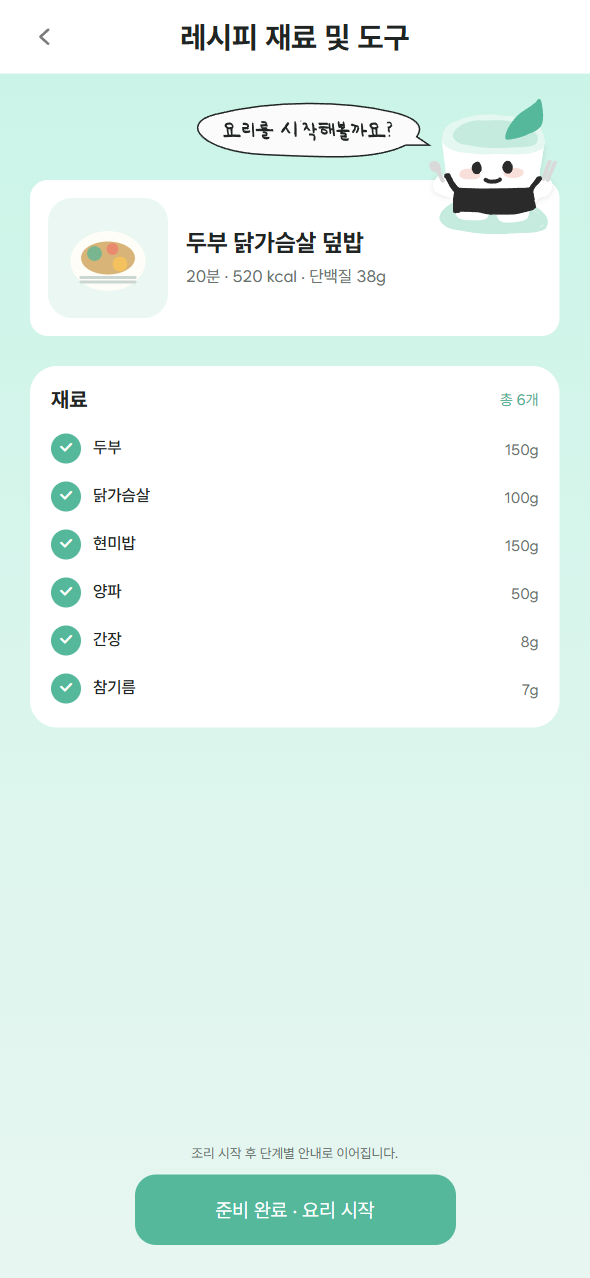 레시피 재료 및 도구
요리를 시작해볼까요?
두부 닭가슴살 덮밥
20분 · 520 kcal · 단백질 38g
재료 총 6개
두부 150g
닭가슴살 100g
현미밥 150g
양파 50g
간장 8g
참기름 7g
조리 시작 후 단계별 안내로 이어집니다.
준비 완료 · 요리 시작